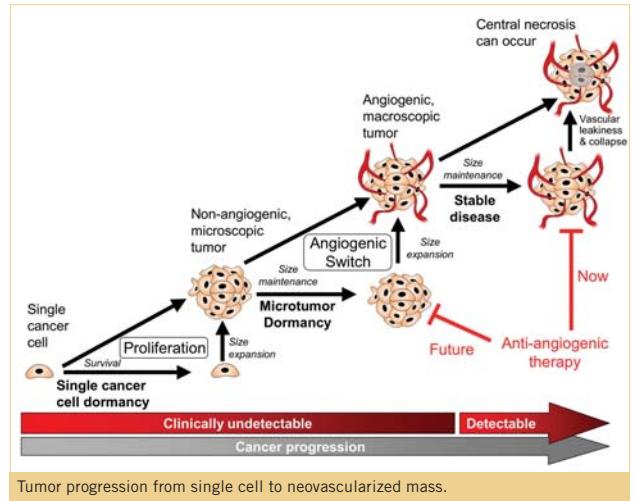 Central necrosis
can occur
Vascular
leakiness
& collapse
Angiogenic,
macroscopic
tumor
Size
maintenance
Stable
disease
Non-angiogenic,
microscopic
tumor
Angiogenic
Switch
Size
expansion
Size
maintenance
Microtumor
Dormancy
Now
Future
Anti-angiogenic
therapy
Single
cancer
cell
Proliferation
Survival
Size
expansion
Single cancer
cell dormancy
Clinically undetectable
Detectable
Cancer progression
Tumor progression from single cell to neovascularized mass.